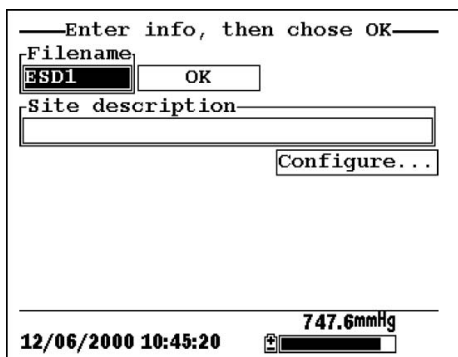 Enter info, then chose OK
Filename
ESD1 OK
Site description
Configure...
747.6mmHg
12/06/2000 10:45:20